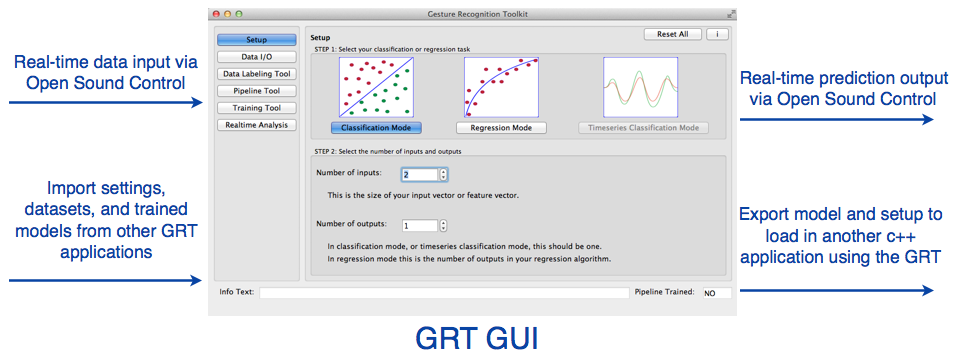 Gesture Recognition Toolkit
Real-time data input via
Open Sound Control
Import settings,
datasets, and trained
models from other GRT
applications
Setup
Data I/O
Data Labeling Tool
Pipeline Tool
Training Tool
Realtime Analysis
Setup
Reset All
i
STEP 1: Select your classification or regression task
Classification Mode
Regression Mode
Timeseries Classification Mode
STEP 2: Select the number of inputs and outputs
Number of inputs: 2
This is the size of your input vector or feature vector.
Number of outputs: 1
In classification mode, or timeseries classification mode, this should be one.
In regression mode this is the number of outputs in your regression algorithm.
Info Text:
Pipeline Trained: NO
Real-time prediction output
via Open Sound Control
Export model and setup to
load in another c++
application using the GRT
GRT GUI